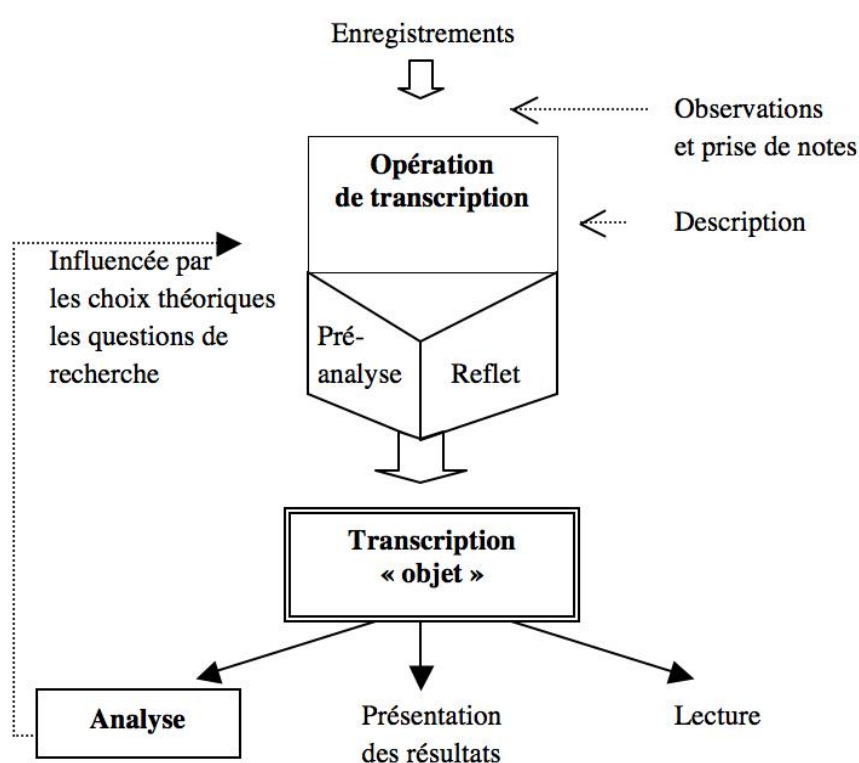 Enregistrements
Observations
et prise de notes
Opération
de transcription
Description
Influencée par
les choix théoriques
les questions de
recherche
Pré-
analyse
Reflet
Transcription
« objet »
Analyse
Présentation
des résultats
Lecture